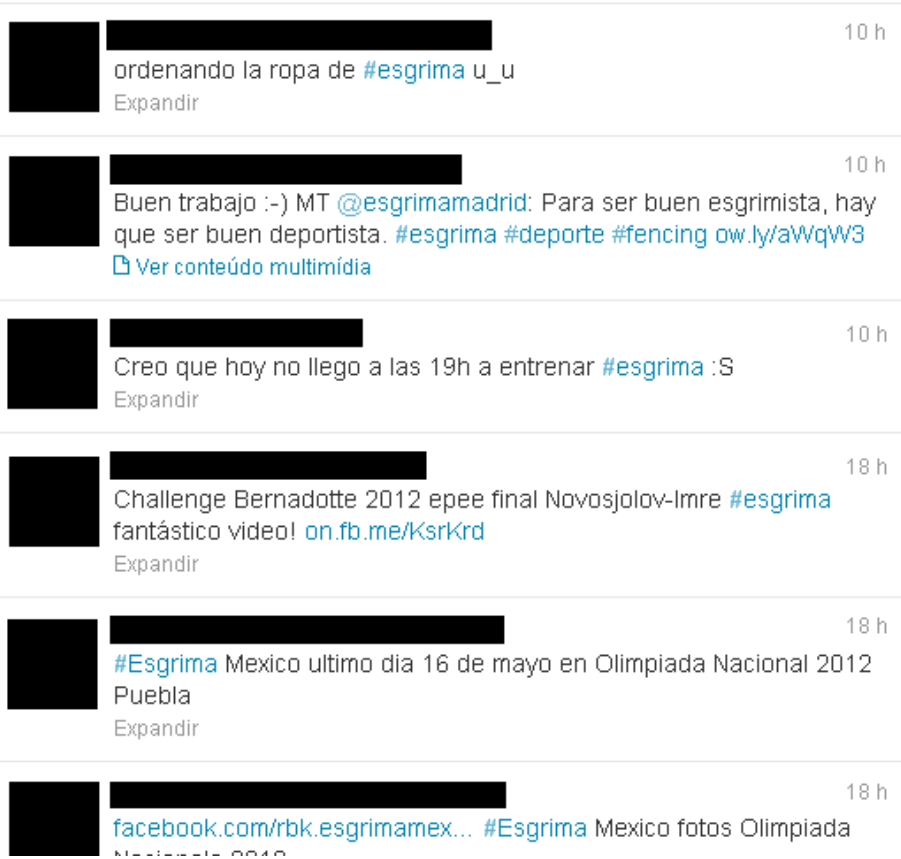 10 h
ordenando la ropa de #esgrima u_u
Expandir
10 h
Buen trabajo :-) MT @esgrimamadrid: Para ser buen esgrimista, hay
que ser buen deportista. #esgrima #deporte #fencing ow.ly/aWqW3
Ver conteúdo multimídia
10 h
Creo que hoy no llego a las 19h a entrenar #esgrima :S
Expandir
18 h
Challenge Bernadotte 2012 epee final Novosjolov-Imre #esgrima
fantástico video! on.fb.me/KsrKrd
Expandir
18 h
#Esgrima Mexico ultimo dia 16 de mayo en Olimpiada Nacional 2012
Puebla
Expandir
18 h
facebook.com/rbk.esgrimamex... #Esgrima Mexico fotos Olimpiada